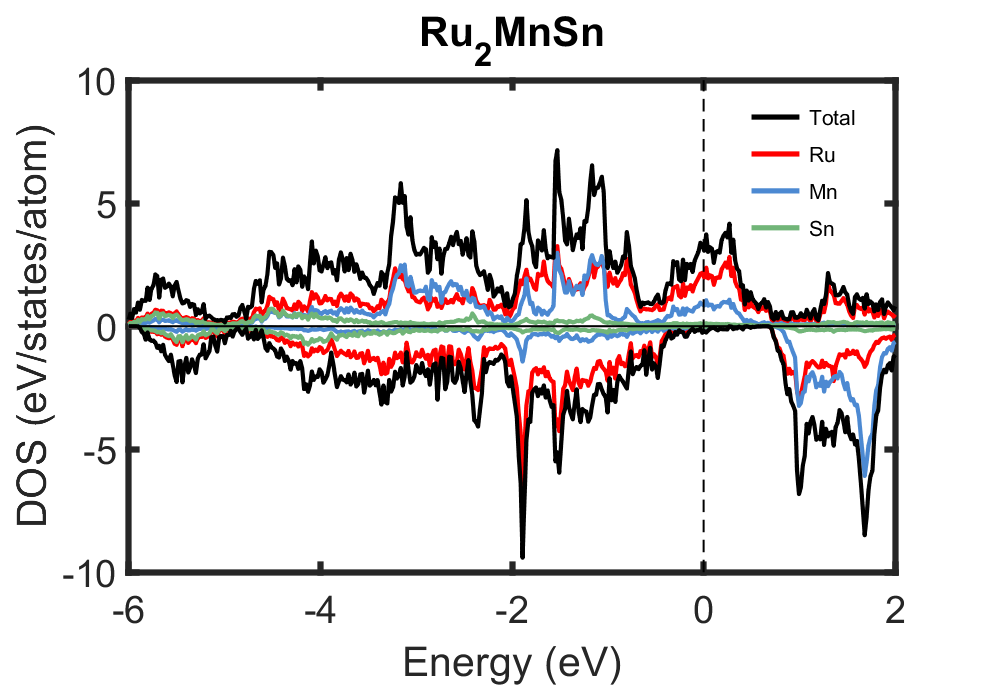 Ru₂MnSn
DOS (eV/states/atom)
10
5
0
-5
-10
Total
Ru
Mn
Sn
-6 -4 -2 0 2
Energy (eV)